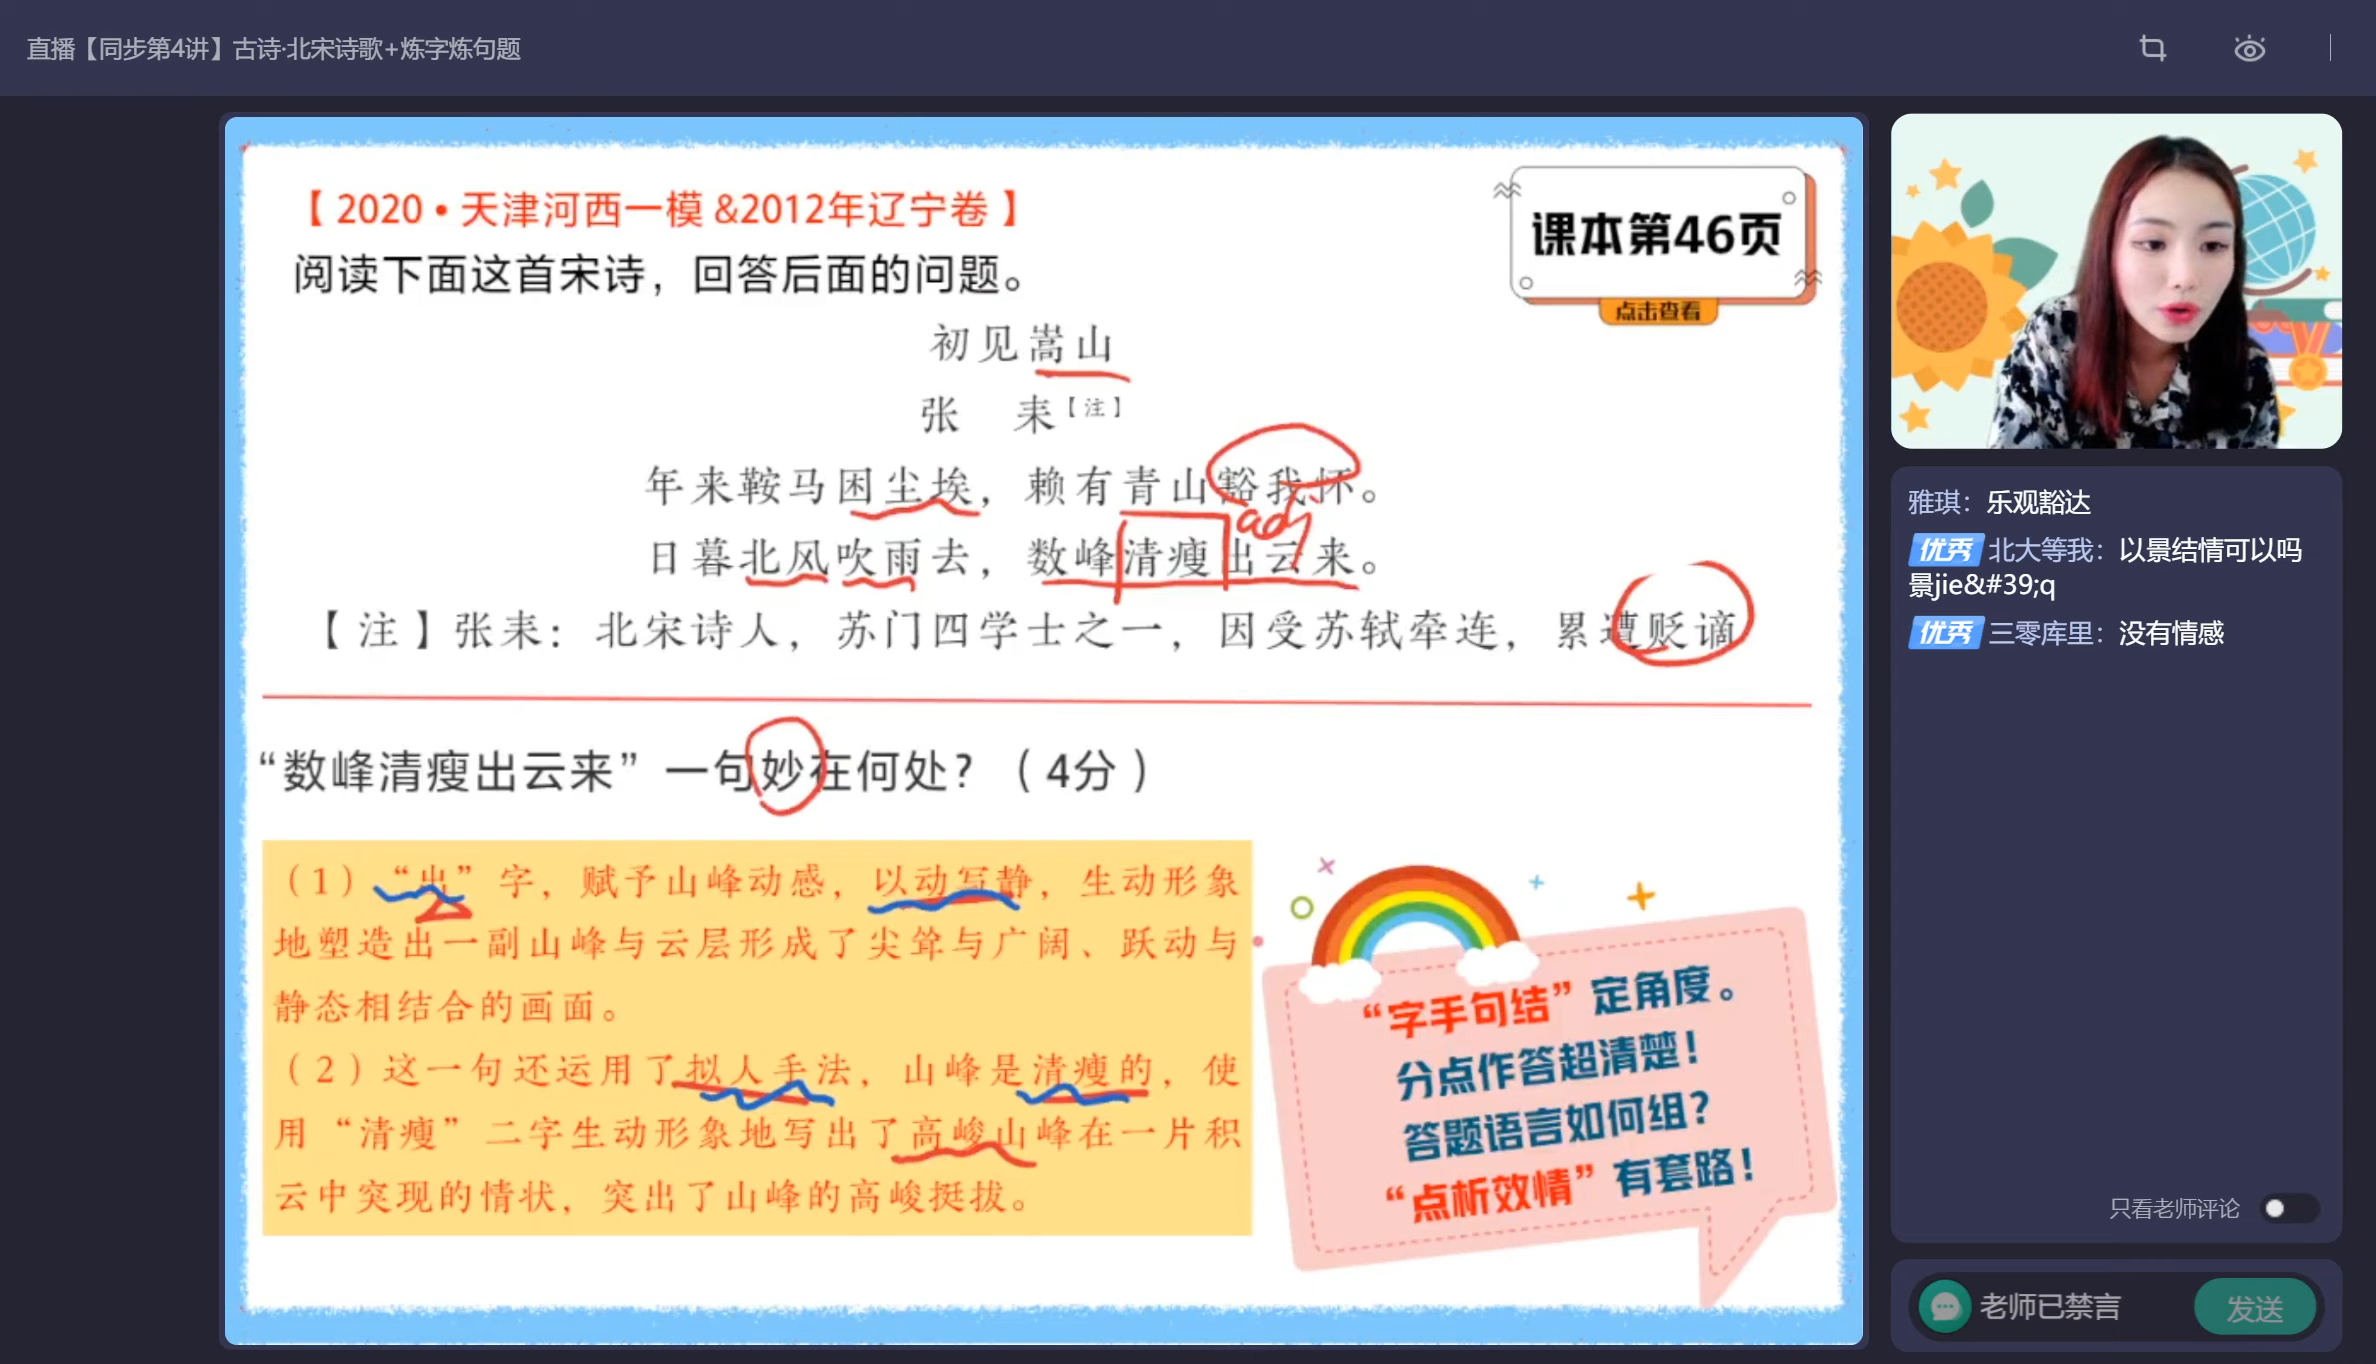 直播【同步第4讲】古诗·北宋诗歌+炼字炼句题
【 2020 • 天津河西一模 &2012年辽宁卷 】
课本第46页
点击查看
阅读下面这首宋诗，回答后面的问题。
初见嵩山
张 耒【注】
年来鞍马困尘埃，赖有青山豁我怀。
adj
日暮北风吹雨去，数峰清瘦出云来。
【 注 】张耒：北宋诗人，苏门四学士之一，因受苏轼牵连，累遭贬谪
“数峰清瘦出云来”一句妙在何处？（4分）
（1）“出”字，赋予山峰动感，以动写静，生动形象
地塑造出一副山峰与云层形成了尖耸与广阔、跃动与
静态相结合的画面。
（2）这一句还运用了拟人手法，山峰是清瘦的，使
用“清瘦”二字生动形象地写出了高峻山峰在一片积
云中突现的情状，突出了山峰的高峻挺拔。
“字手句结”定角度。
分点作答超清楚！
答题语言如何组？
“点析效情”有套路！
雅琪：乐观豁达
优秀 北大等我：以景结情可以吗
景jie&#39;q
优秀 三零库里：没有情感
只看老师评论
老师已禁言
发送